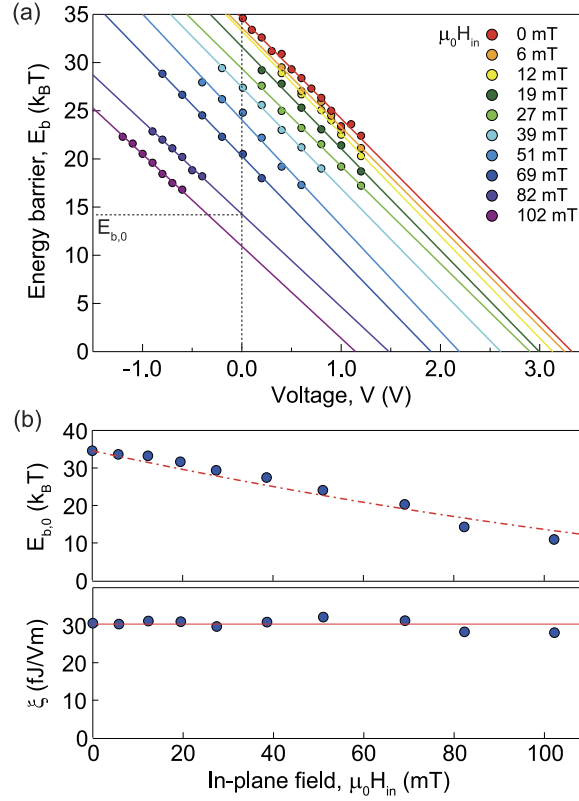 (a)
Energy barrier, E_b (k_BT)
35
30
25
20
15
10
5
0
E_b,0
μ₀H_in
0 mT
6 mT
12 mT
19 mT
27 mT
39 mT
51 mT
69 mT
82 mT
102 mT
-1.0 0.0 1.0 2.0 3.0
Voltage, V (V)
(b)
E_b,0 (k_BT)
40
30
20
10
0
ξ (fJ/Vm)
40
30
20
10
0
0 20 40 60 80 100
In-plane field, μ₀H_in (mT)